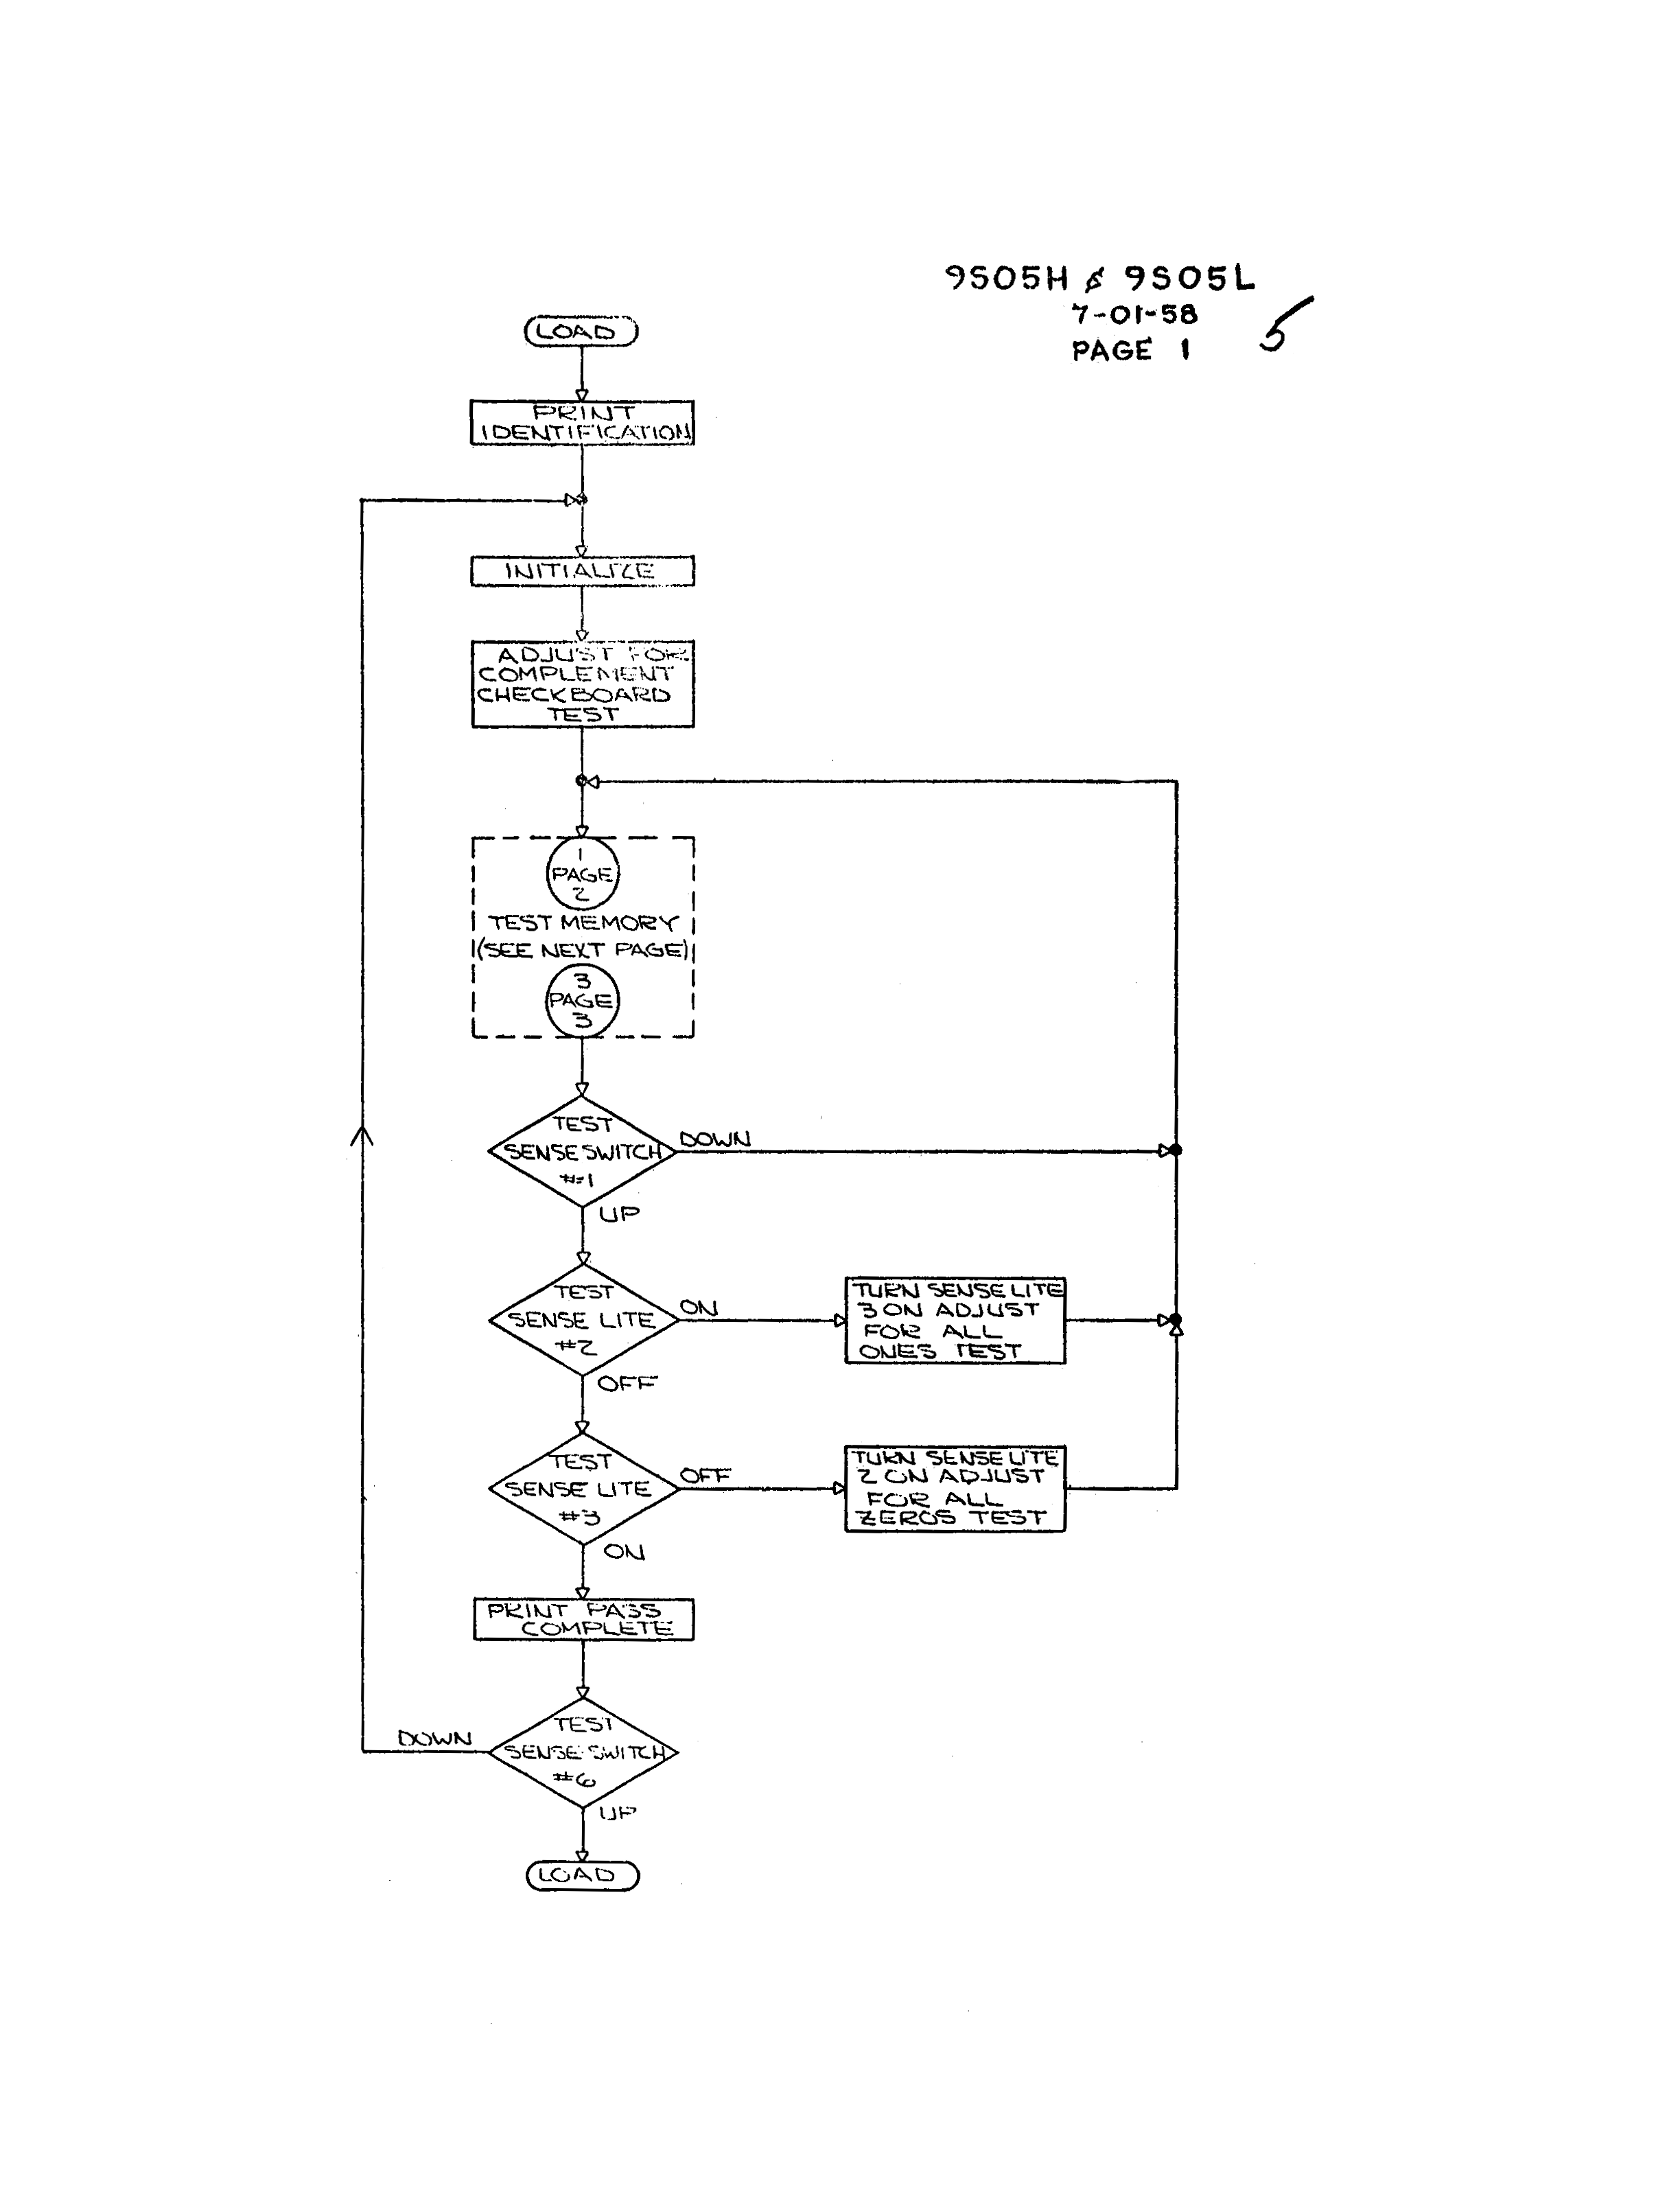 9S05H & 9S05L
7-01-58
PAGE 1
5
LOAD
PRINT
IDENTIFICATION
INITIALIZE
ADJUST FOR
COMPLEMENT
CHECKBOARD
TEST
1
PAGE
2
TEST MEMORY
(SEE NEXT PAGE)
3
PAGE
3
TEST
SENSE SWITCH
#1
DOWN
UP
TEST
SENSE LITE
#2
ON
TURN SENSE LITE
3 ON ADJUST
FOR ALL
ONES TEST
OFF
TEST
SENSE LITE
#3
OFF
TURN SENSE LITE
2 ON ADJUST
FOR ALL
ZEROS TEST
ON
PRINT PASS
COMPLETE
TEST
SENSE SWITCH
#6
DOWN
UP
LOAD